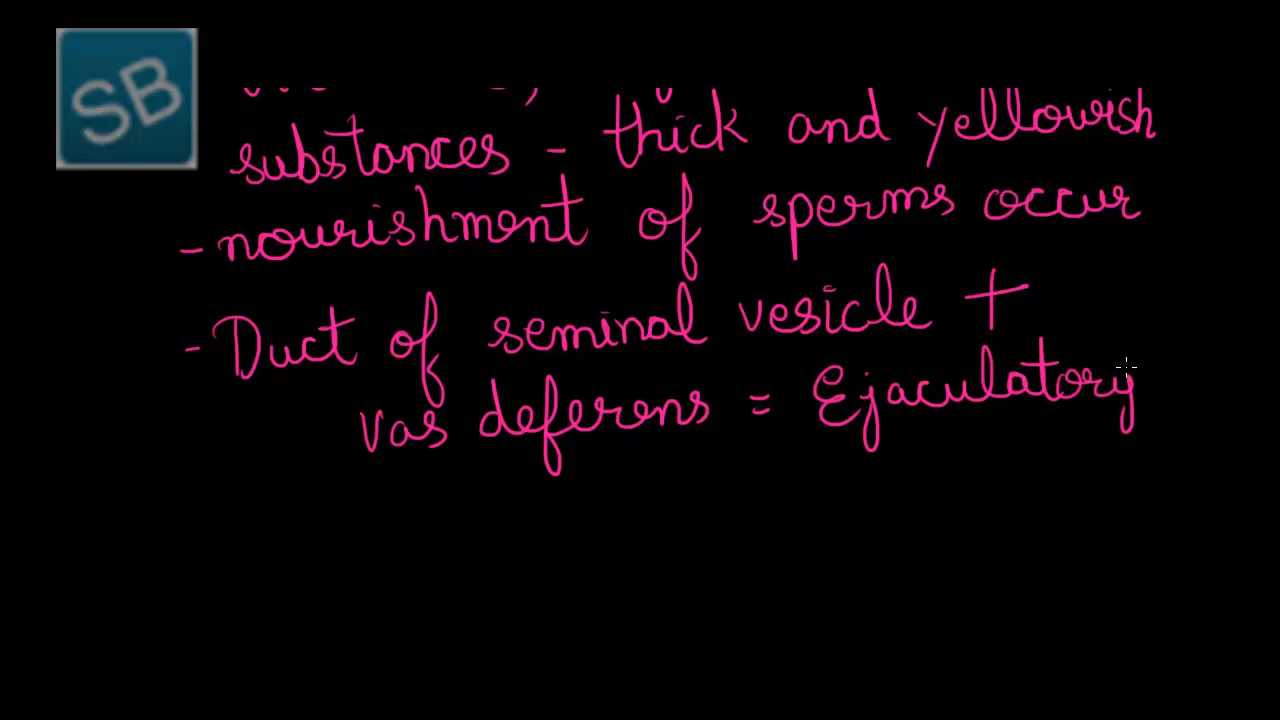 SB
substances - thick and yellowish
- nourishment of sperms occur
- Duct of seminal vesicle +
vas deferens = Ejaculatory